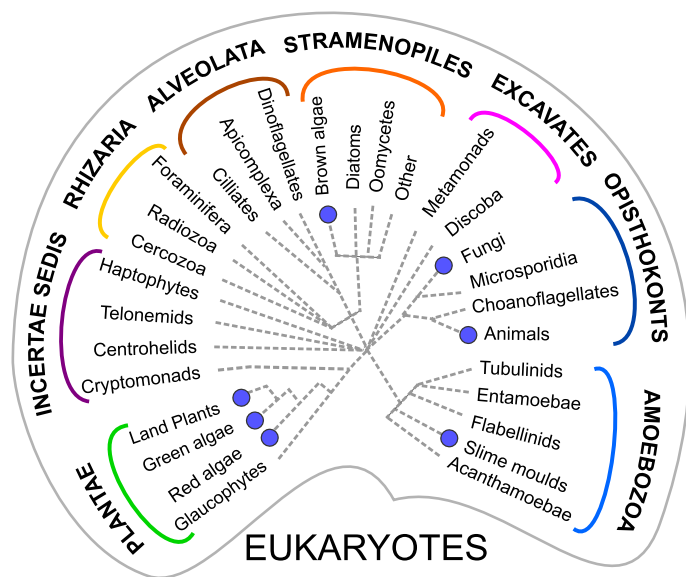 STRAMENOPILES
ALVEOLATA
EXCAVATES
RHIZARIA
OPISTHOKONTS
INCERTAE SEDIS
AMOEBOZOA
PLANTAE
Brown algae
Diatoms
Oomycetes
Other
Metamonads
Discoba
Fungi
Microsporidia
Choanoflagellates
Animals
Tubulinids
Entamoebae
Flabellinids
Slime moulds
Acanthamoebae
Dinoflagellates
Apicomplexa
Cilliates
Foraminifera
Radiozoa
Cercozoa
Haptophytes
Telonemids
Centrohelids
Cryptomonads
Land Plants
Green algae
Red algae
Glaucophytes
EUKARYOTES